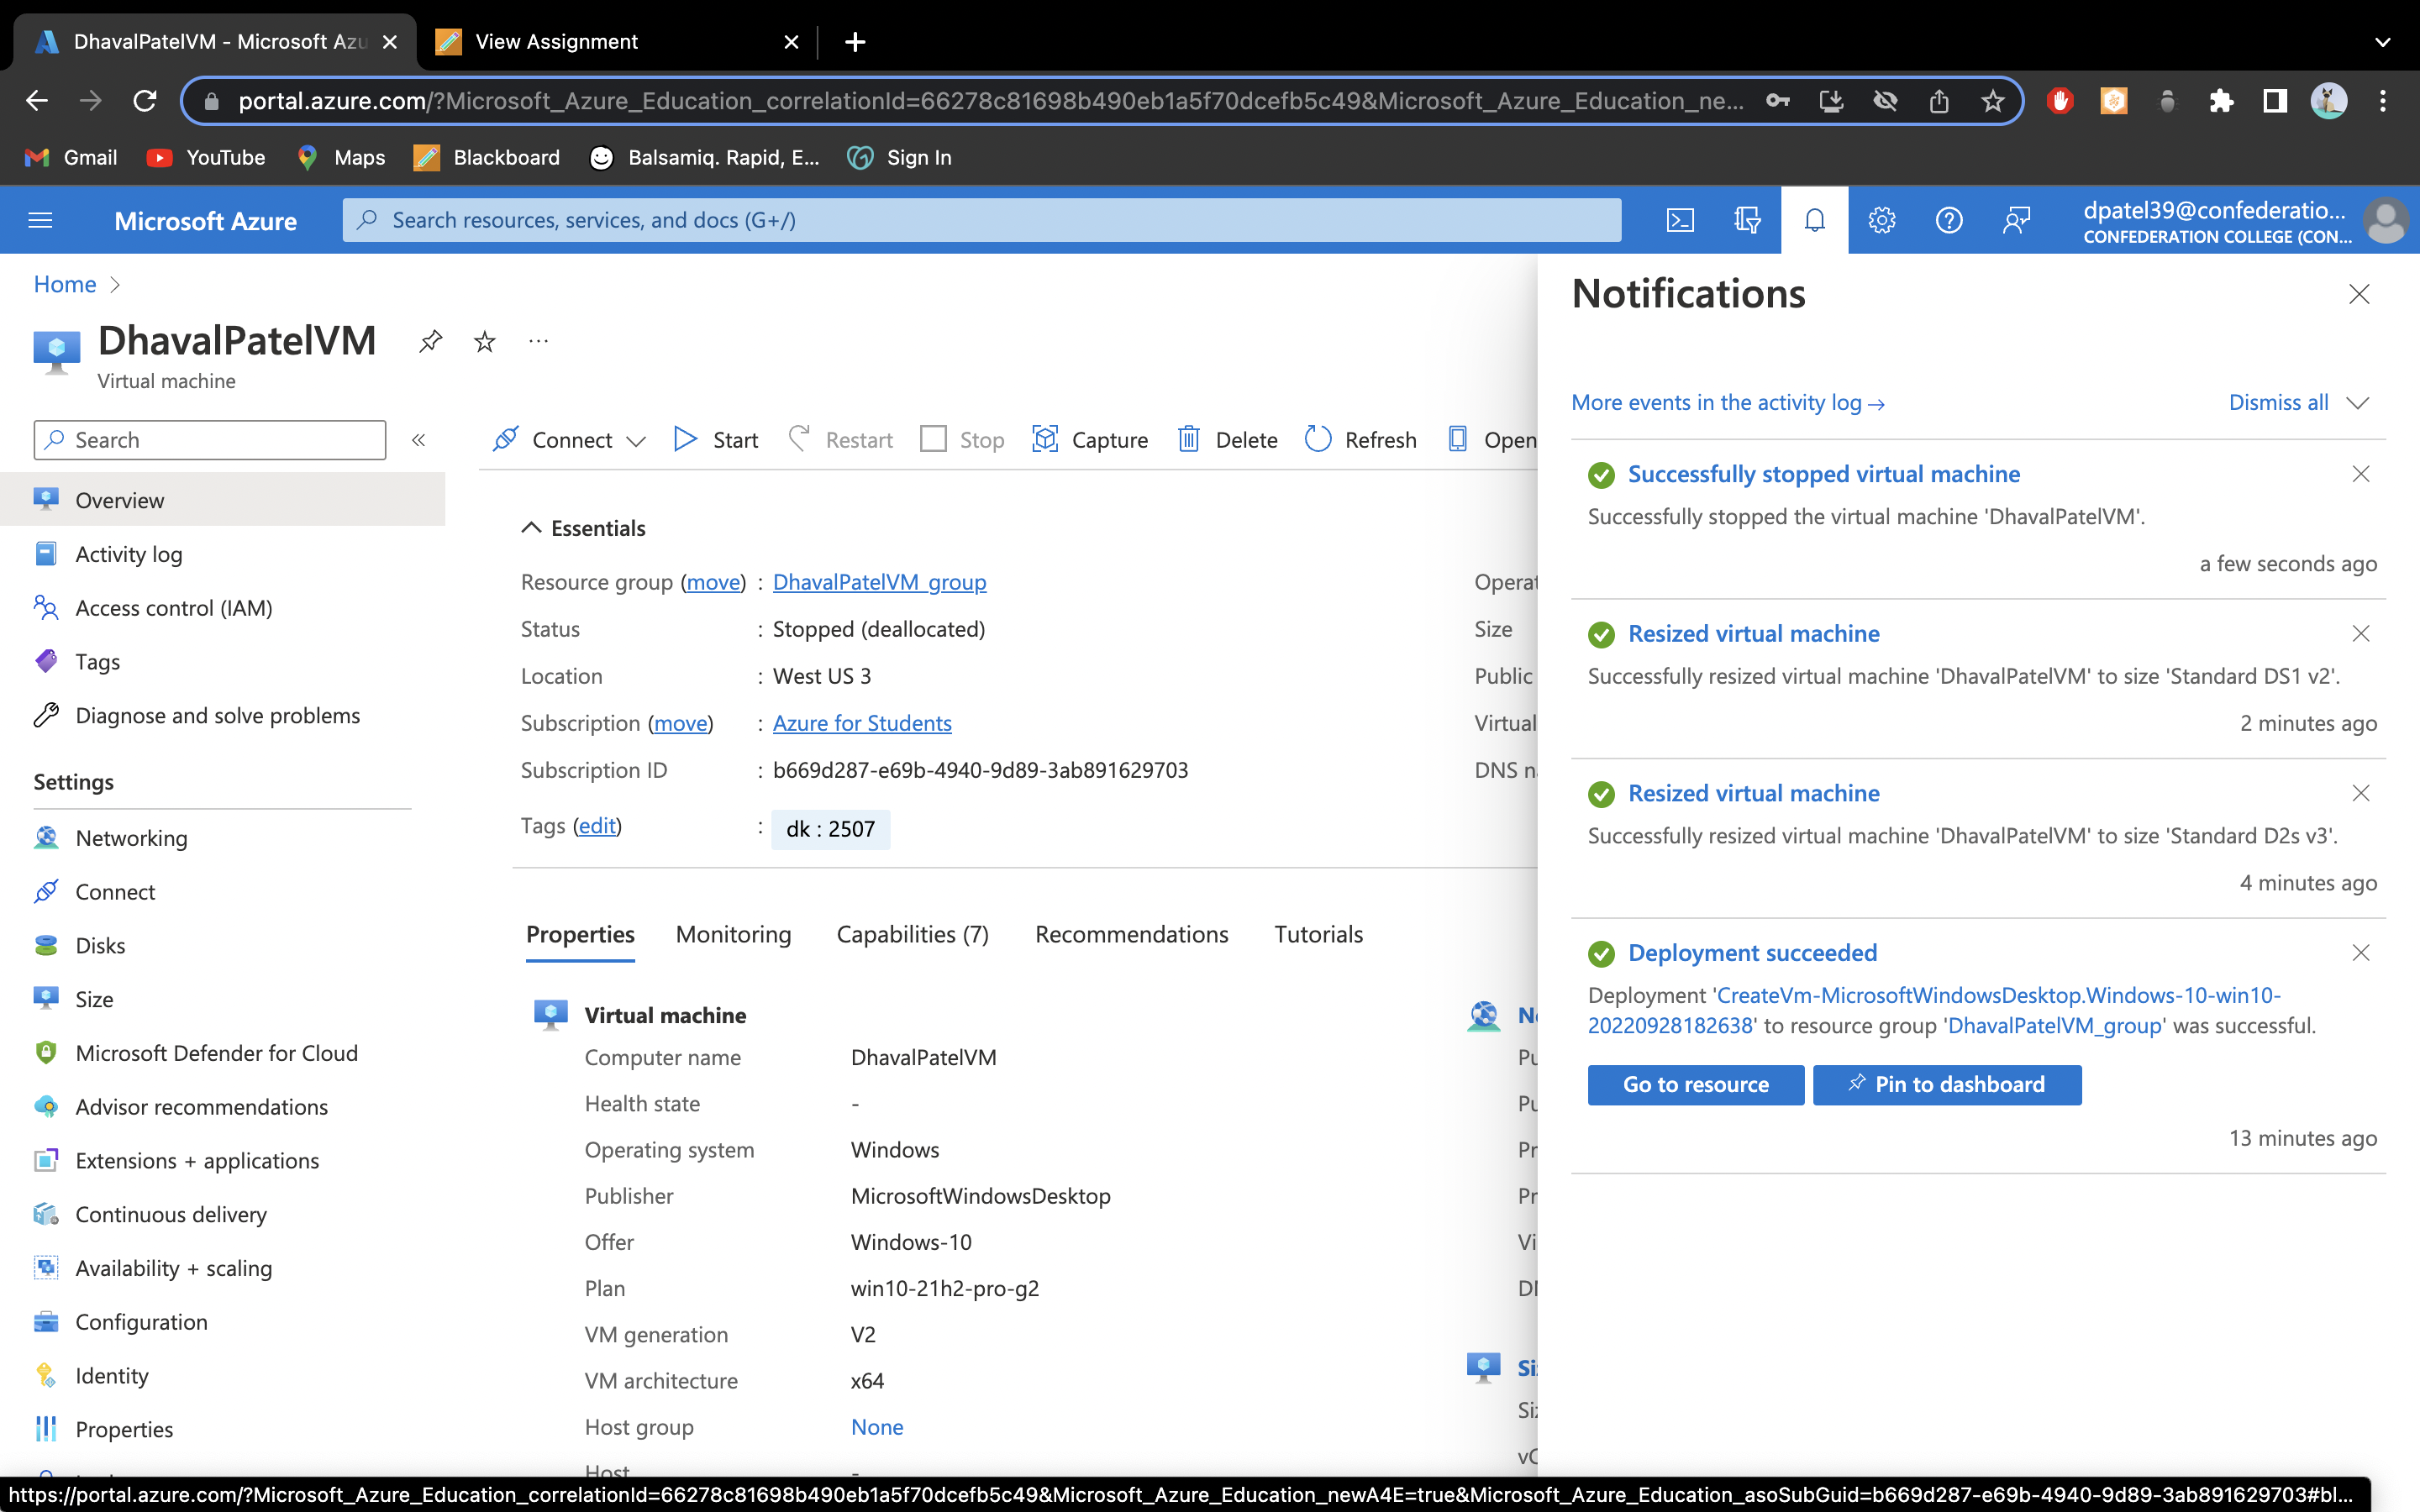 DhavalPatelVM - Microsoft Azu
View Assignment
portal.azure.com/?Microsoft_Azure_Education_correlationId=66278c81698b490eb1a5f70dcefb5c49&Microsoft_Azure_Education_ne...
Gmail YouTube Maps Blackboard Balsamiq. Rapid, E... Sign In
Microsoft Azure
Search resources, services, and docs (G+/)
dpatel39@confederatio...
CONFEDERATION COLLEGE (CON...
Home
DhavalPatelVM
Virtual machine
Search
Overview
Activity log
Access control (IAM)
Tags
Diagnose and solve problems
Settings
Networking
Connect
Disks
Size
Microsoft Defender for Cloud
Advisor recommendations
Extensions + applications
Continuous delivery
Availability + scaling
Configuration
Identity
Properties
Connect Start Restart Stop Capture Delete Refresh Open
Essentials
Resource group (move) : DhavalPatelVM_group
Status : Stopped (deallocated)
Location : West US 3
Subscription (move) : Azure for Students
Subscription ID : b669d287-e69b-4940-9d89-3ab891629703
Tags (edit) : dk : 2507
Operat
Size
Public
Virtual
DNS n
Properties Monitoring Capabilities (7) Recommendations Tutorials
Virtual machine
Computer name DhavalPatelVM
Health state -
Operating system Windows
Publisher MicrosoftWindowsDesktop
Offer Windows-10
Plan win10-21h2-pro-g2
VM generation V2
VM architecture x64
Host group None
Host -
Notifications
More events in the activity log →
Dismiss all
Successfully stopped virtual machine
Successfully stopped the virtual machine 'DhavalPatelVM'.
a few seconds ago
Resized virtual machine
Successfully resized virtual machine 'DhavalPatelVM' to size 'Standard DS1 v2'.
2 minutes ago
Resized virtual machine
Successfully resized virtual machine 'DhavalPatelVM' to size 'Standard D2s v3'.
4 minutes ago
Deployment succeeded
Deployment 'CreateVm-MicrosoftWindowsDesktop.Windows-10-win10-
20220928182638' to resource group 'DhavalPatelVM_group' was successful.
Go to resource
Pin to dashboard
13 minutes ago
https://portal.azure.com/?Microsoft_Azure_Education_correlationId=66278c81698b490eb1a5f70dcefb5c49&Microsoft_Azure_Education_newA4E=true&Microsoft_Azure_Education_asoSubGuid=b669d287-e69b-4940-9d89-3ab891629703#bl...